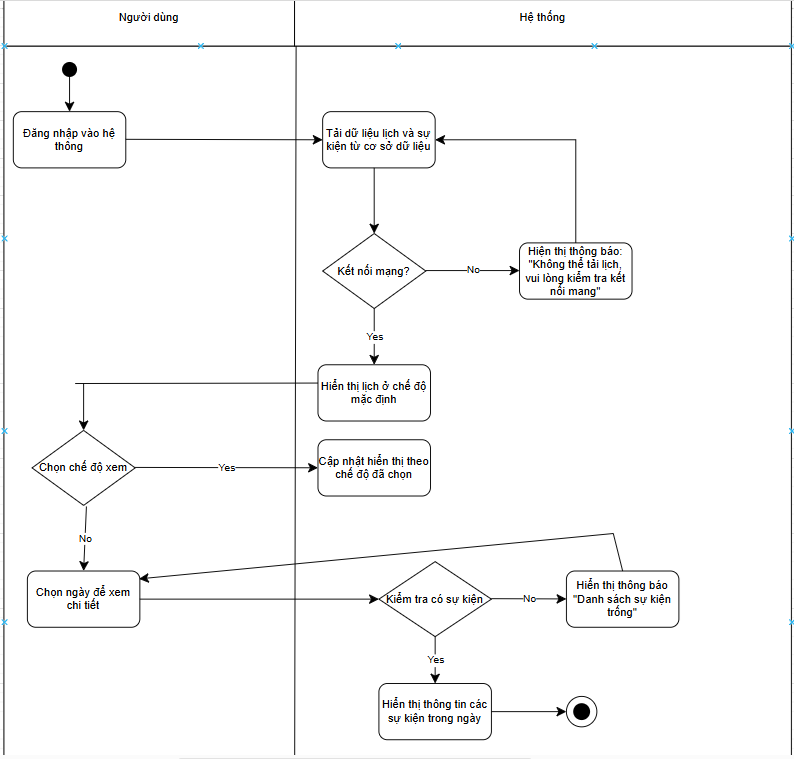 Người dùng
Hệ thống
Đăng nhập vào hệ
thống
Tải dữ liệu lịch và sự
kiện từ cơ sở dữ liệu
Kết nối mạng?
No
Hiện thị thông báo:
"Không thể tải lịch,
vui lòng kiểm tra kết
nối mang"
Yes
Hiển thị lịch ở chế độ
mặc định
Chọn chế độ xem
Yes
Cập nhật hiển thị theo
chế độ đã chọn
No
Chọn ngày để xem
chi tiết
Kiểm tra có sự kiện
No
Hiển thị thông báo
"Danh sách sự kiện
trống"
Yes
Hiển thị thông tin các
sự kiện trong ngày